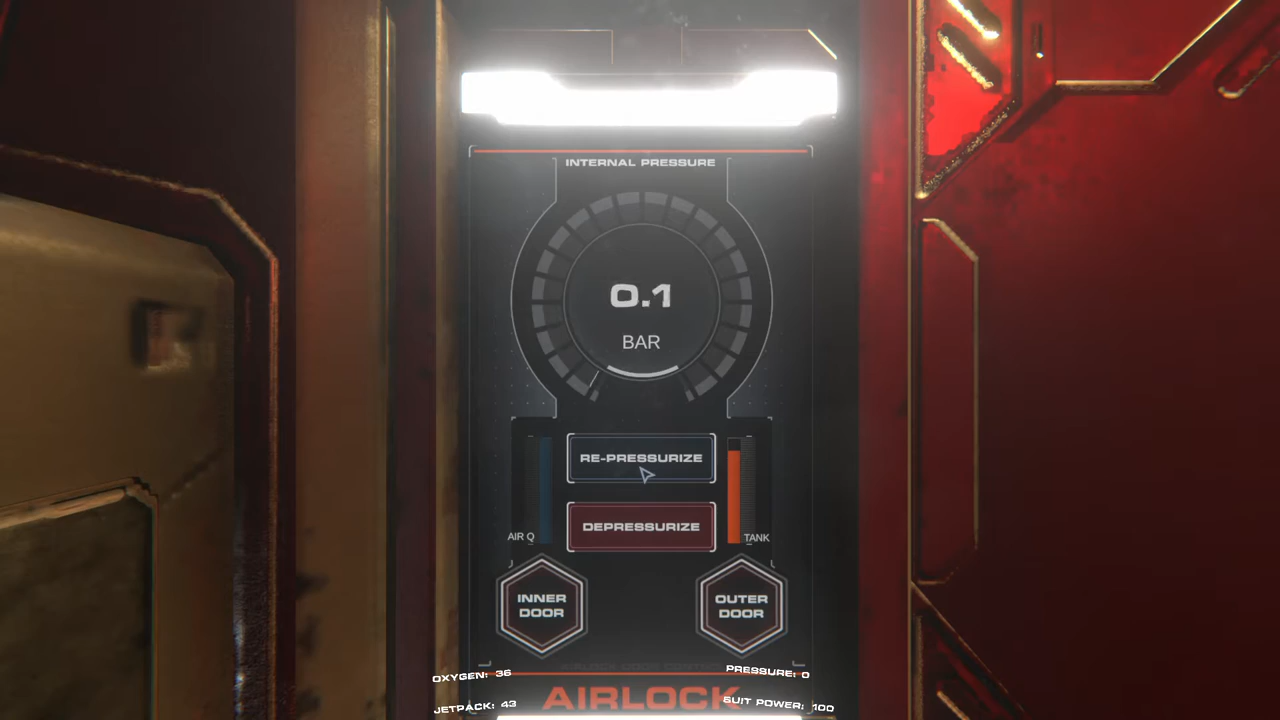 INTERNAL PRESSURE
0.1
BAR
RE-PRESSURIZE
DEPRESSURIZE
AIR Q
TANK
INNER
DOOR
OUTER
DOOR
OXYGEN: 36
PRESSURE: 0
AIRLOCK
JETPACK: 43
SUIT POWER: 100